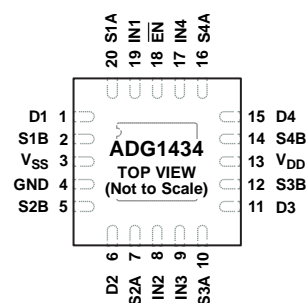 20 S1A
19 IN1
18 EN
17 IN4
16 S4A
D1 1
S1B 2
VSS 3
GND 4
S2B 5
ADG1434
TOP VIEW
(Not to Scale)
15 D4
14 S4B
13 VDD
12 S3B
11 D3
D2 6
S2A 7
IN2 8
IN3 9
S3A 10